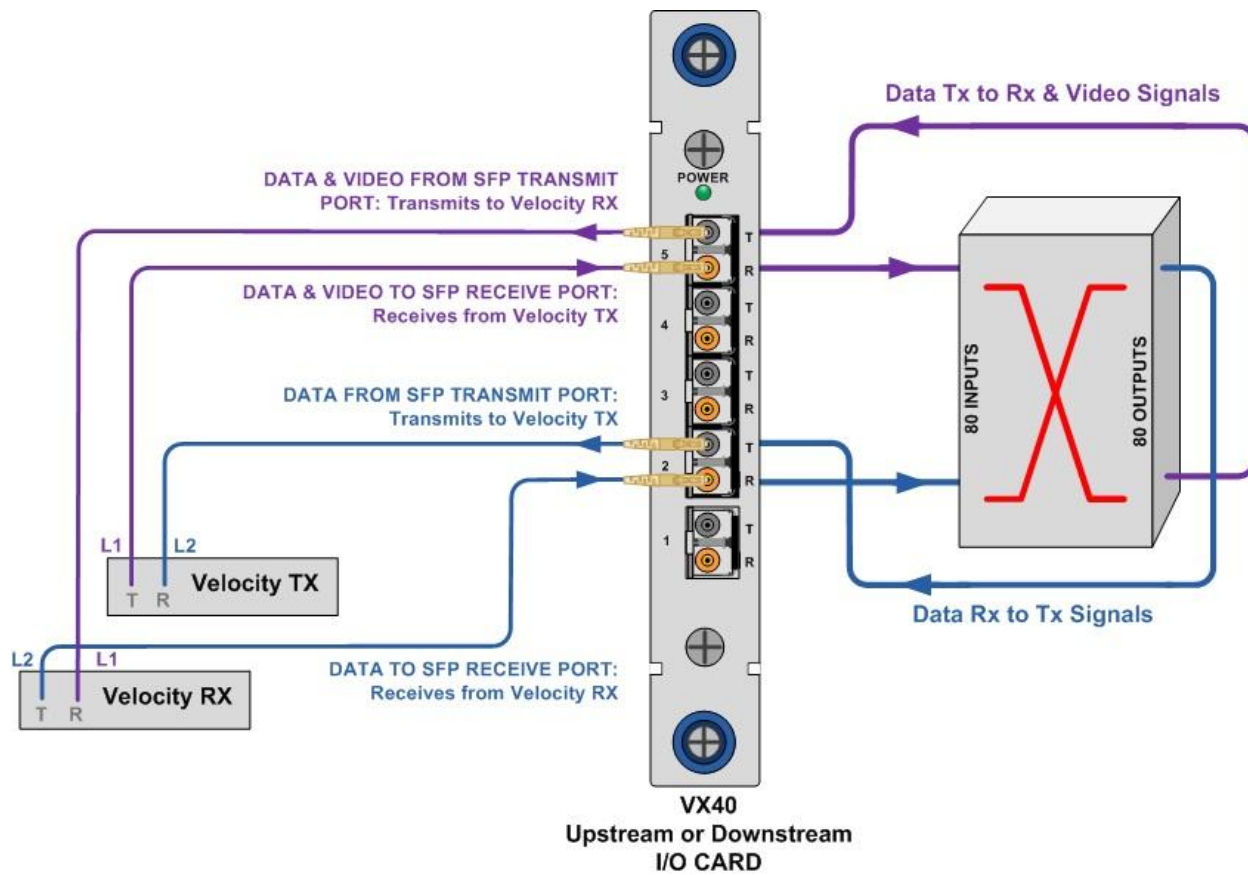 Data Tx to Rx & Video Signals
DATA & VIDEO FROM SFP TRANSMIT
PORT: Transmits to Velocity RX
POWER
T
5
R
DATA & VIDEO TO SFP RECEIVE PORT:
Receives from Velocity TX
T
4
R
T
3
R
DATA FROM SFP TRANSMIT PORT:
Transmits to Velocity TX
T
2
R
T
1
R
80 INPUTS
80 OUTPUTS
L1
L2
Velocity TX
T R
Data Rx to Tx Signals
L2
L1
Velocity RX
T R
DATA TO SFP RECEIVE PORT:
Receives from Velocity RX
VX40
Upstream or Downstream
I/O CARD